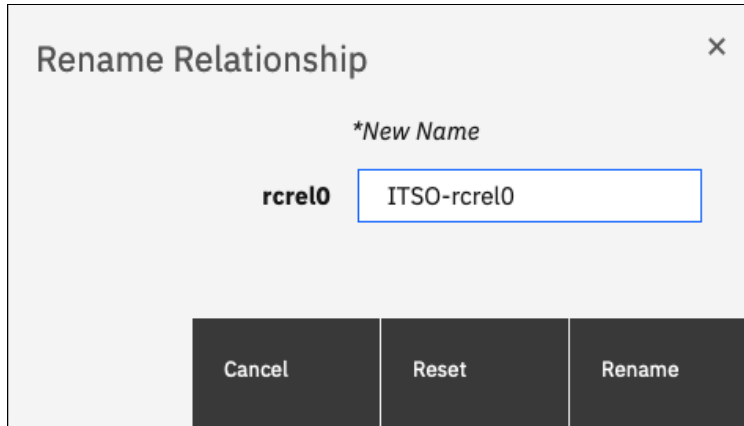 Rename Relationship
×
*New Name
rcrel0 ITSO-rcrel0
Cancel Reset Rename